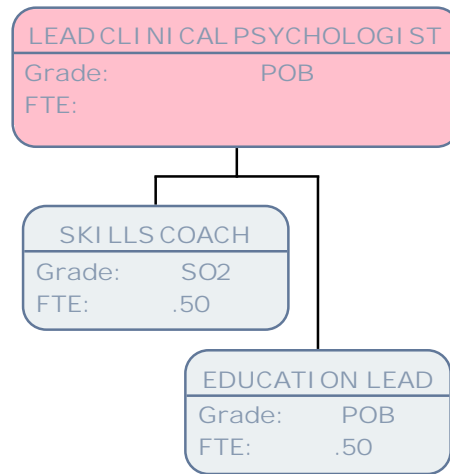 LEAD CLINICAL PSYCHOLOGIST
Grade: POB
FTE:
SKILLS COACH
Grade: SO2
FTE: .50
EDUCATION LEAD
Grade: POB
FTE: .50